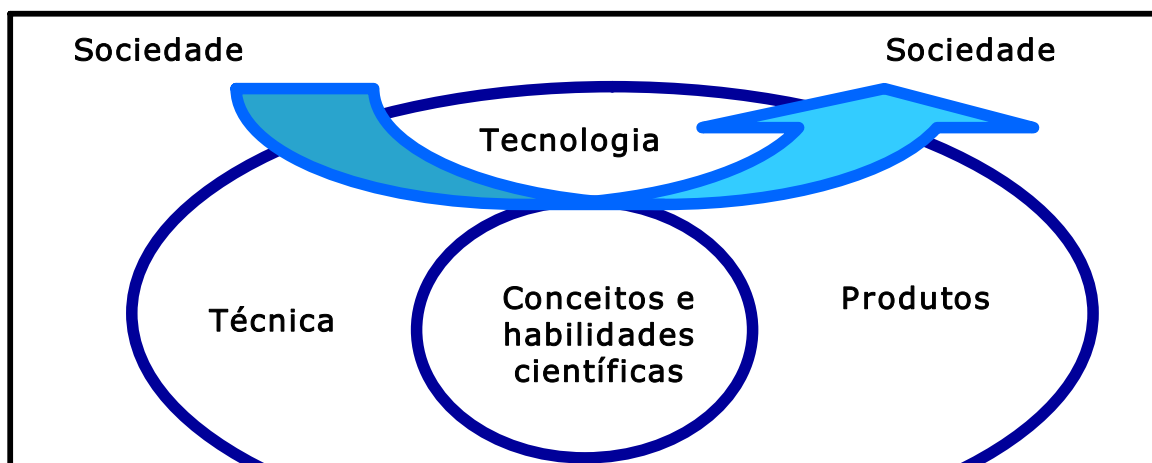 Sociedade
Sociedade
Tecnologia
Técnica
Conceitos e
habilidades
científicas
Produtos